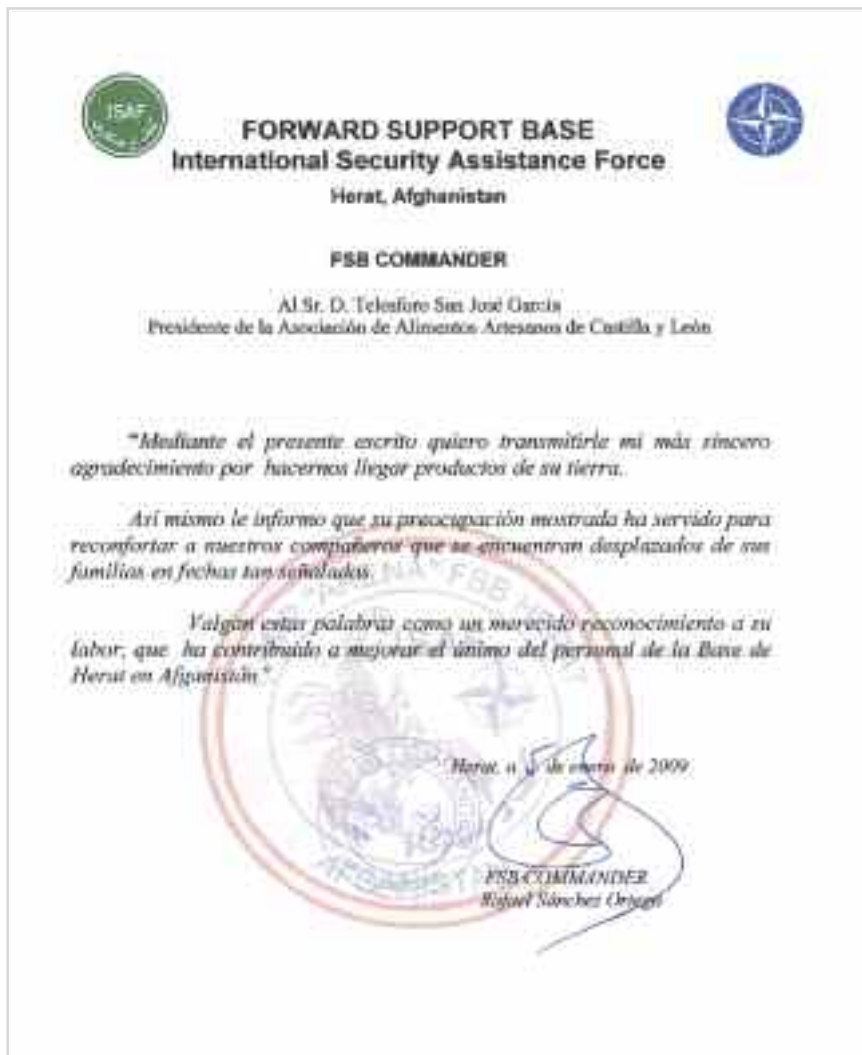 ISAF
FORWARD SUPPORT BASE
International Security Assistance Force
Herat, Afghanistan
FSB COMMANDER
Al Sr. D. Telesforo San José García
Presidente de la Asociación de Alimentos Artesanos de Castilla y León
"Mediante el presente escrito quiero transmitirle mi más sincero
agradecimiento por hacernos llegar productos de su tierra.
Así mismo le informo que su preocupación mostrada ha servido para
reconfortar a nuestros compañeros que se encuentran desplazados de sus
familias en fechas tan señaladas.
Valgan estas palabras como un merecido reconocimiento a su
labor, que ha contribuido a mejorar el ánimo del personal de la Base de
Herat en Afganistán"
"ARENA" FSB HERAT
AFGANISTAN
Herat, a de enero de 2009
FSB COMMANDER
Rafael Sánchez Ortega